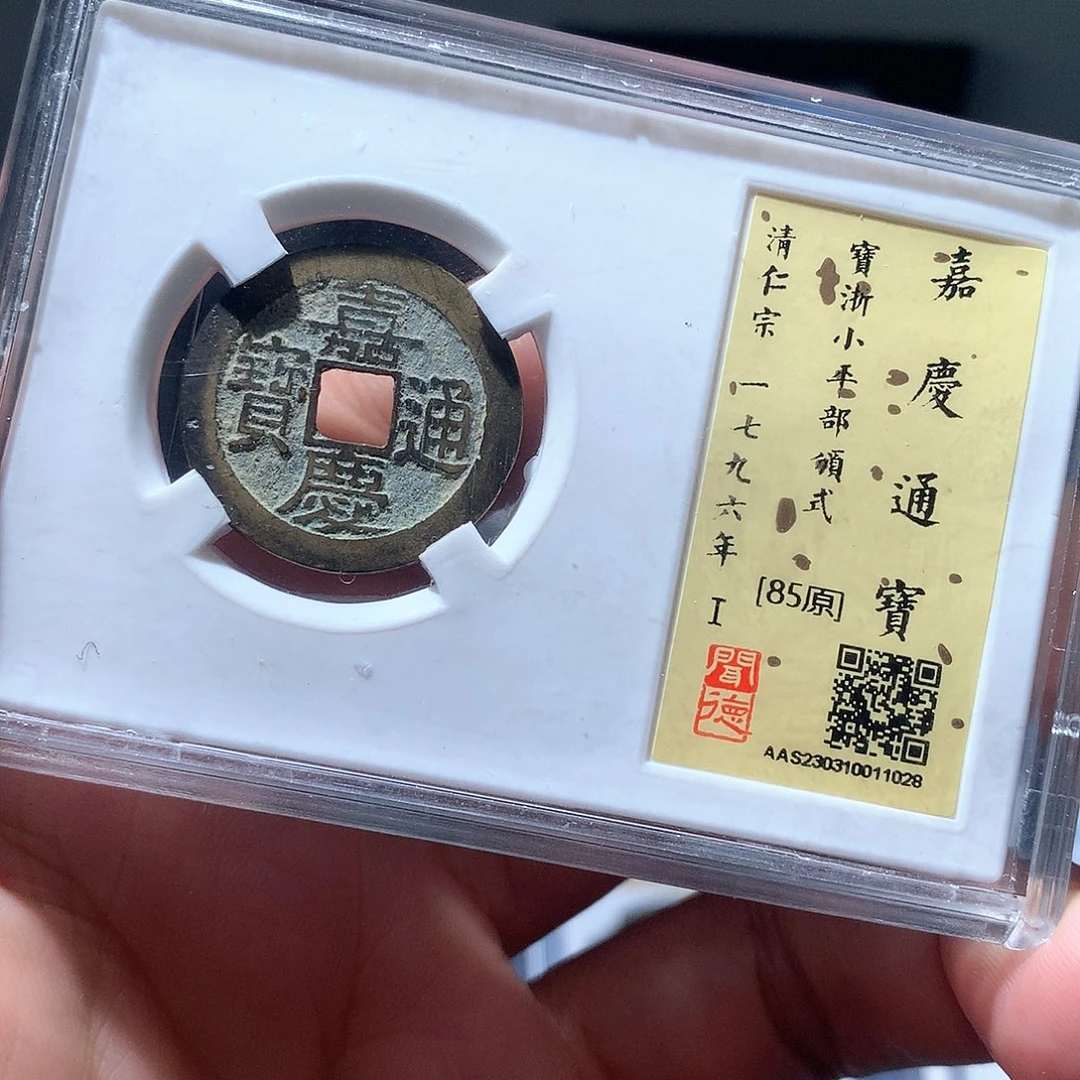 嘉慶通寶
嘉慶通寶
寶浙小平部頒式
[85原]
清仁宗一七九六年 I
聞德
AAS230310011028